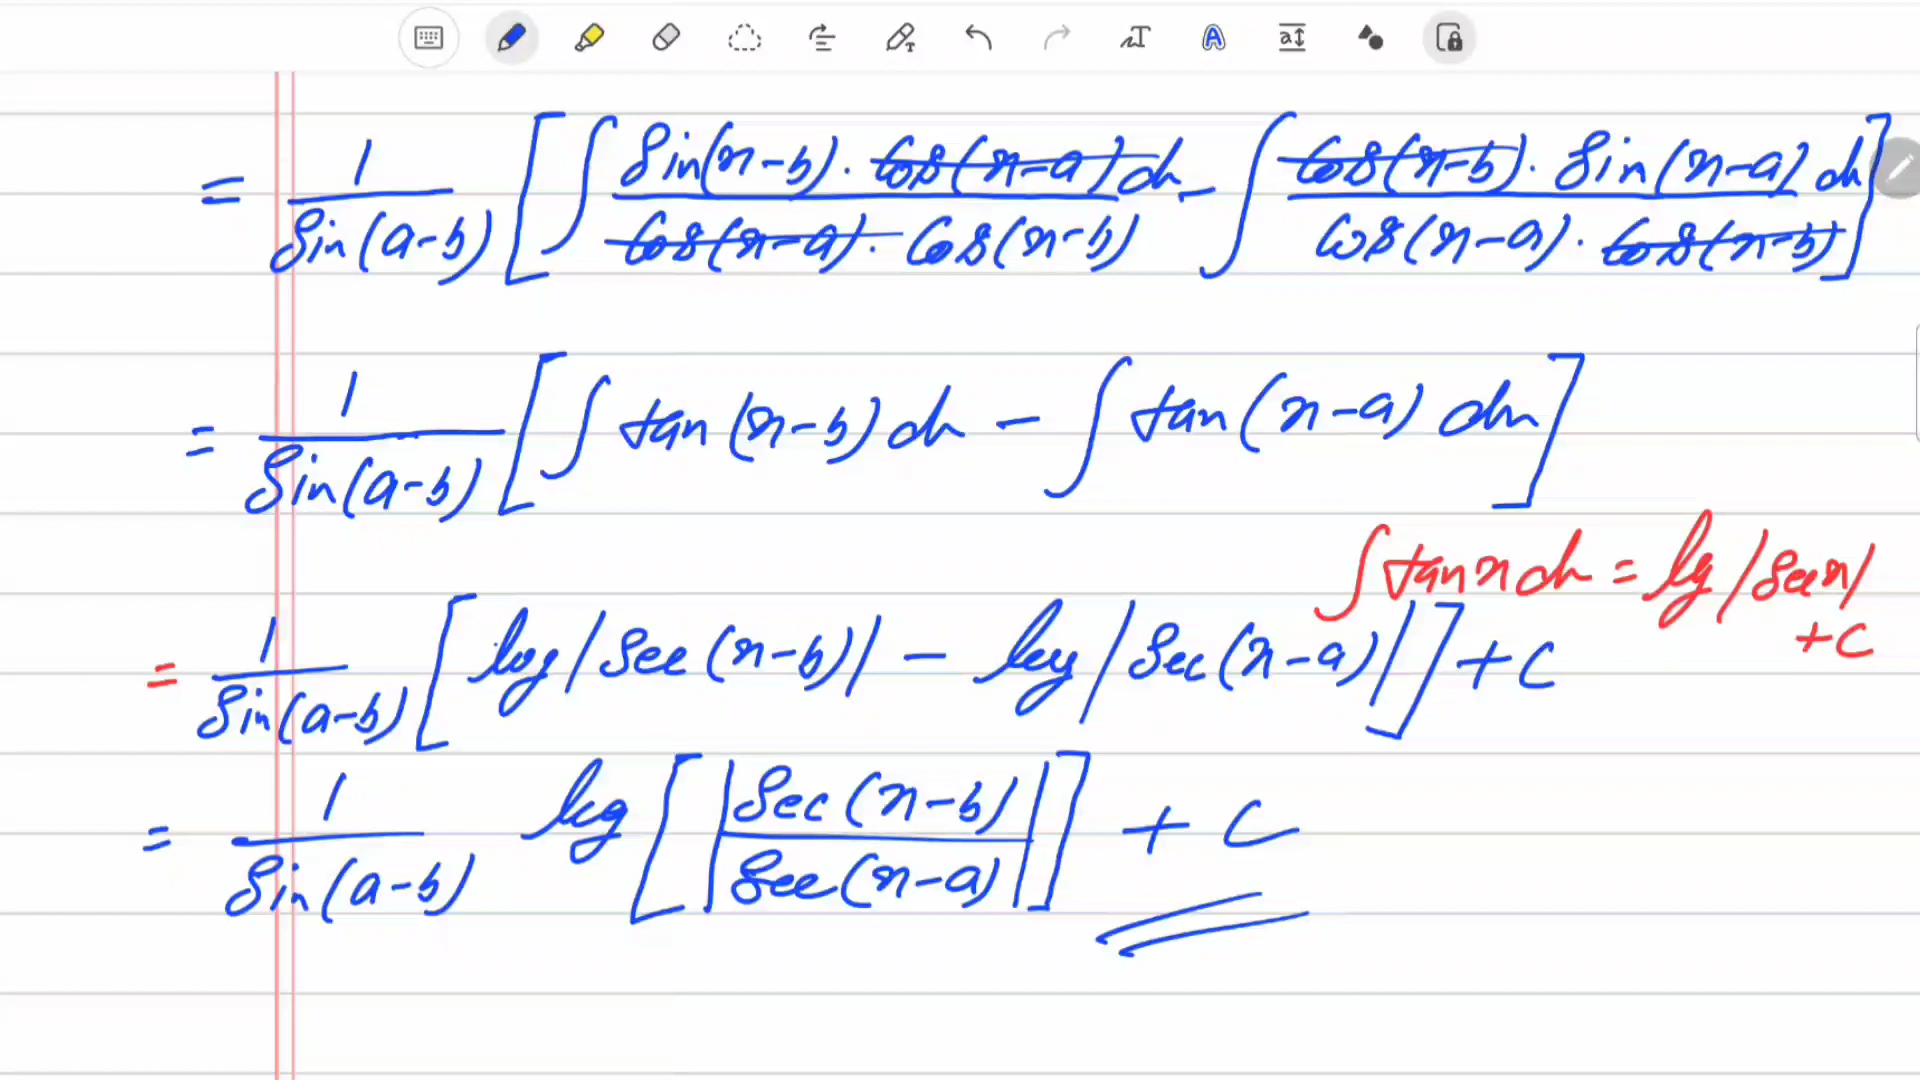 = 1/Sin(a-b) [∫ Sin(x-b). Cos(x-a) dx / Cos(x-a). Cos(x-b) - ∫ Cos(x-b). Sin(x-a) dx / Cos(x-a). Cos(x-b)]
= 1/Sin(a-b) [∫ tan(x-b) dx - ∫ tan(x-a) dx]
∫ tan x dx = log|Sec x| + C
= 1/Sin(a-b) [log|Sec(x-b)| - log|Sec(x-a)|] + C
= 1/Sin(a-b) log [|Sec(x-b) / Sec(x-a)|] + C